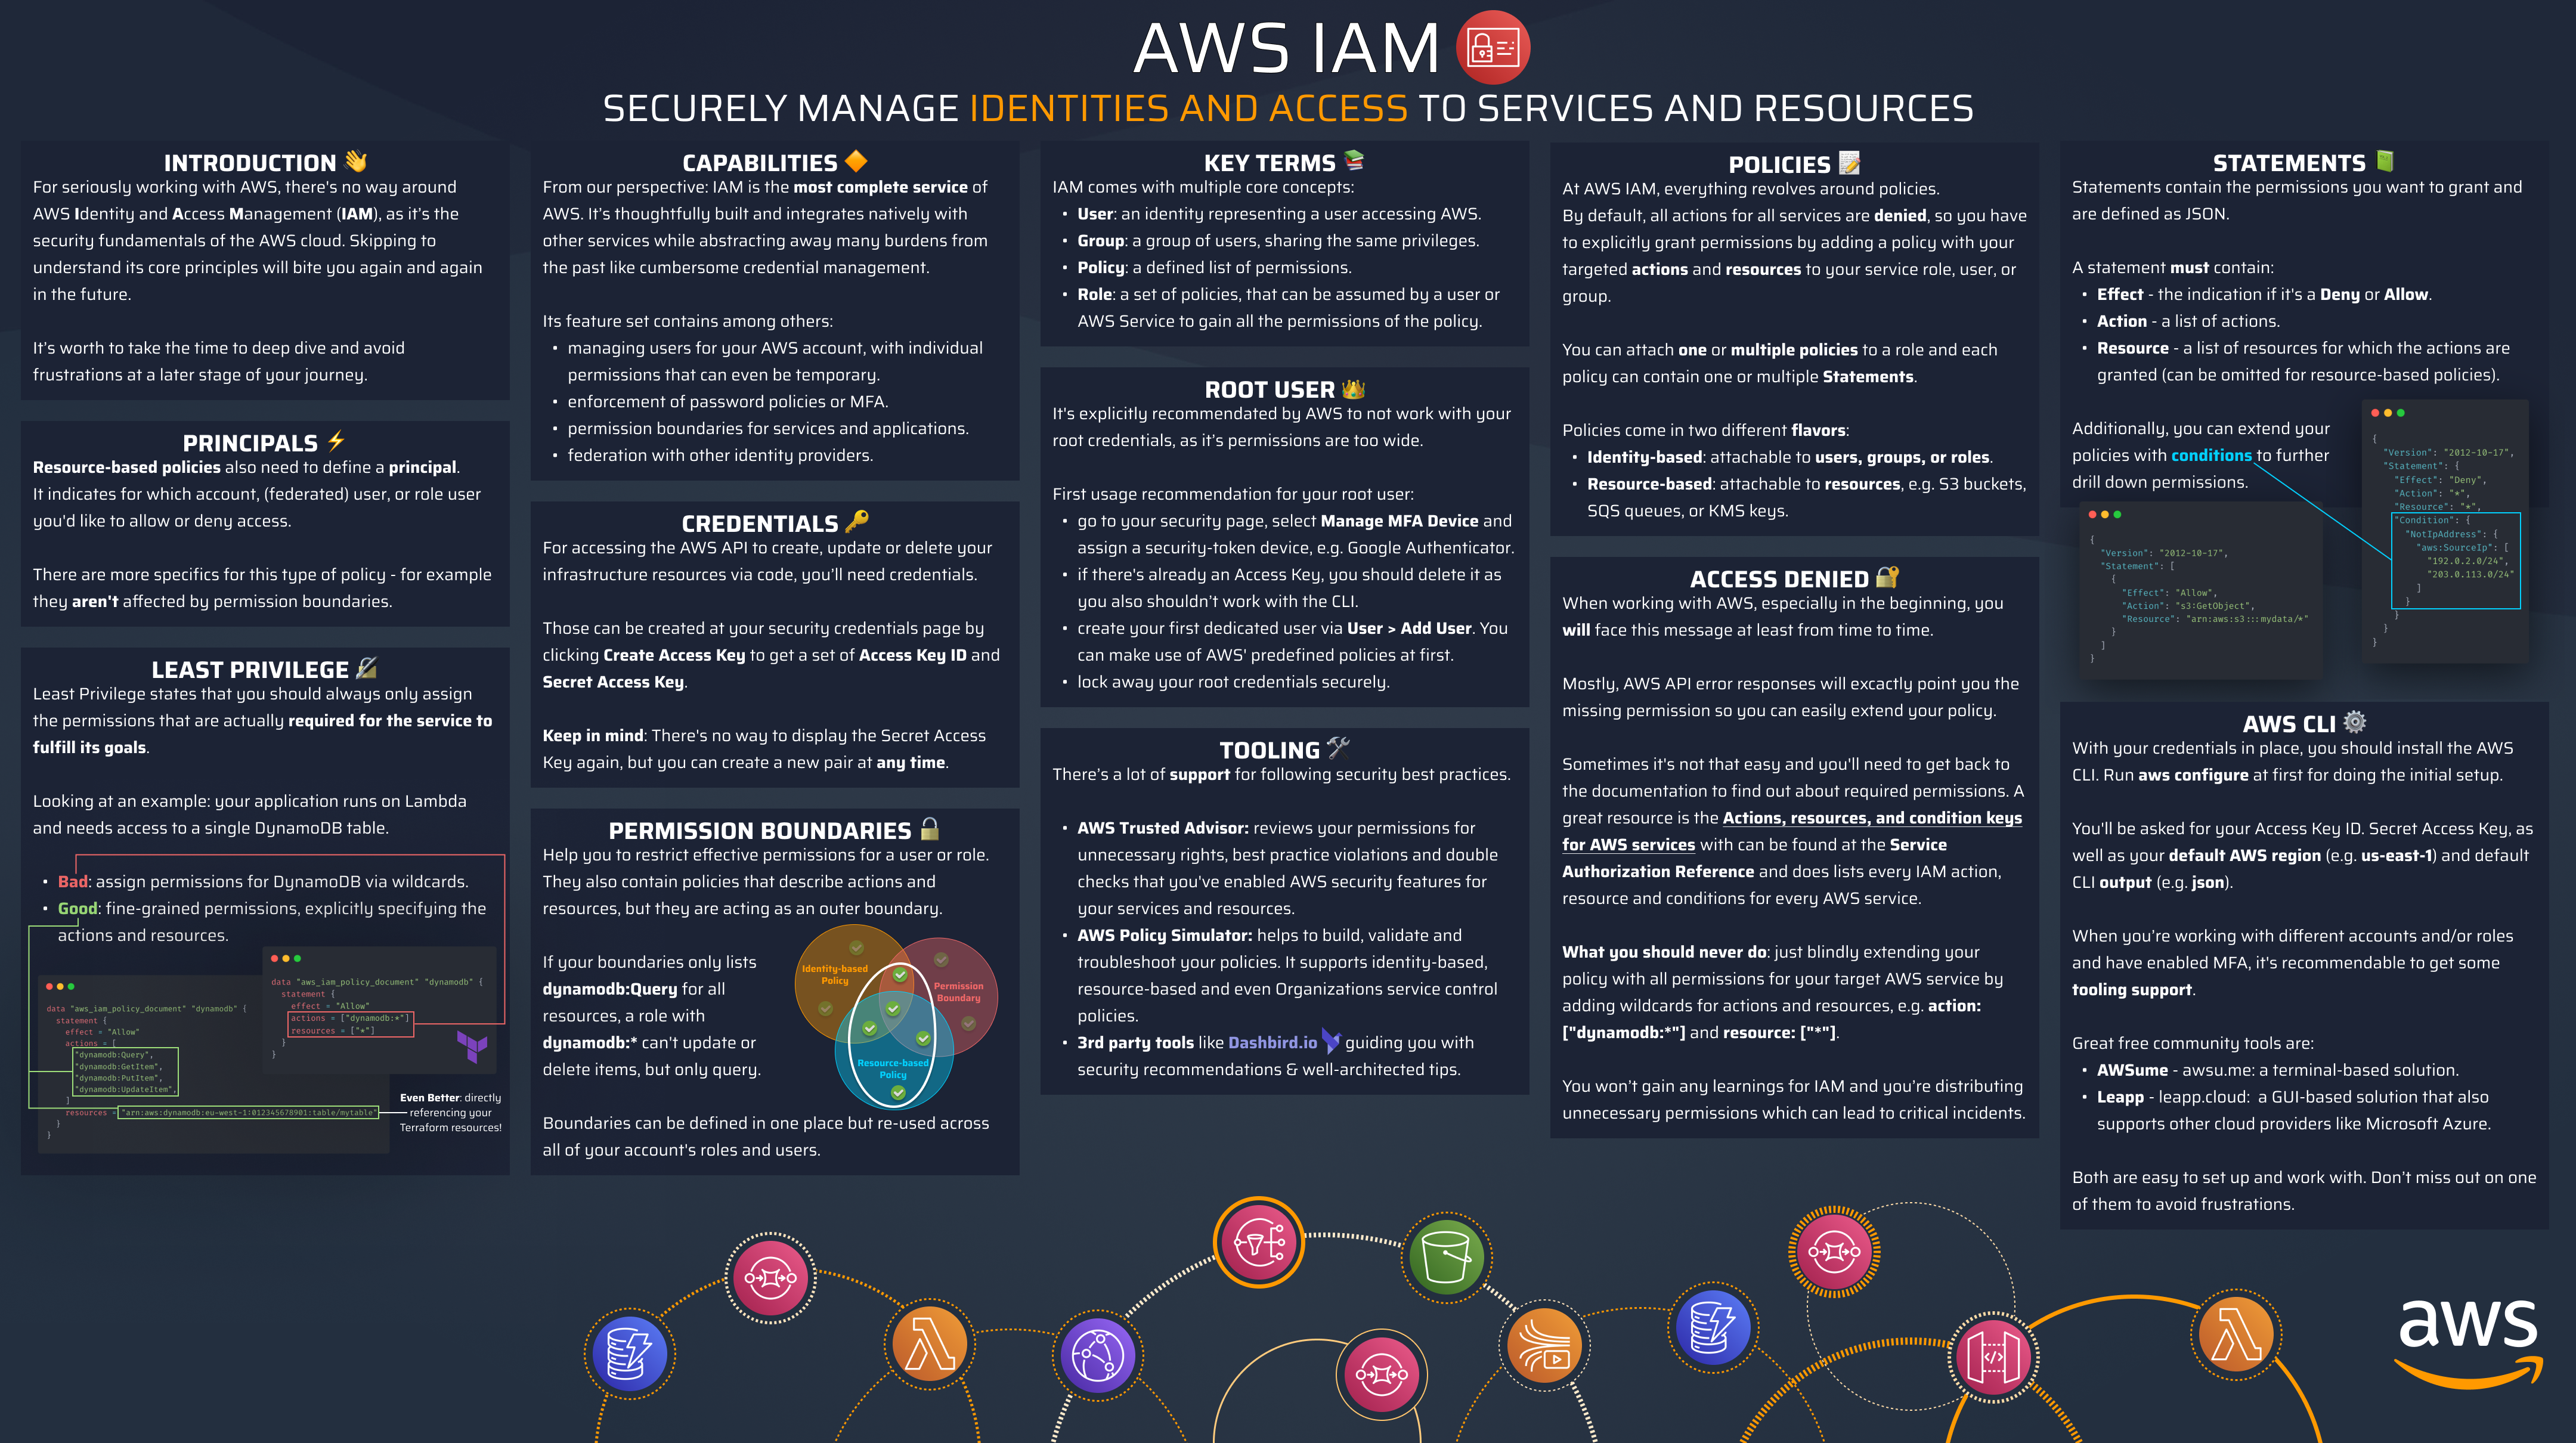 AWS IAM
SECURELY MANAGE IDENTITIES AND ACCESS TO SERVICES AND RESOURCES
INTRODUCTION
For seriously working with AWS, there's no way around
AWS Identity and Access Management (IAM), as it's the
security fundamentals of the AWS cloud. Skipping to
understand its core principles will bite you again and again
in the future.
It's worth to take the time to deep dive and avoid
frustrations at a later stage of your journey.
PRINCIPALS
Resource-based policies also need to define a principal.
It indicates for which account, (federated) user, or role user
you'd like to allow or deny access.
There are more specifics for this type of policy - for example
they aren't affected by permission boundaries.
LEAST PRIVILEGE
Least Privilege states that you should always only assign
the permissions that are actually required for the service to
fulfill its goals.
Looking at an example: your application runs on Lambda
and needs access to a single DynamoDB table.
• Bad: assign permissions for DynamoDB via wildcards.
• Good: fine-grained permissions, explicitly specifying the
actions and resources.
data "aws_iam_policy_document" "dynamodb" {
statement {
effect = "Allow"
actions = ["dynamodb:*"]
resources = ["*"]
}
}
data "aws_iam_policy_document" "dynamodb" {
statement {
effect = "Allow"
actions = [
"dynamodb:Query",
"dynamodb:GetItem",
"dynamodb:PutItem",
"dynamodb:UpdateItem",
]
resources = "arn:aws:dynamodb:eu-west-1:012345678901:table/mytable"
}
}
Even Better: directly
referencing your
Terraform resources!
CAPABILITIES
From our perspective: IAM is the most complete service of
AWS. It's thoughtfully built and integrates natively with
other services while abstracting away many burdens from
the past like cumbersome credential management.
Its feature set contains among others:
• managing users for your AWS account, with individual
permissions that can even be temporary.
• enforcement of password policies or MFA.
• permission boundaries for services and applications.
• federation with other identity providers.
CREDENTIALS
For accessing the AWS API to create, update or delete your
infrastructure resources via code, you'll need credentials.
Those can be created at your security credentials page by
clicking Create Access Key to get a set of Access Key ID and
Secret Access Key.
Keep in mind: There's no way to display the Secret Access
Key again, but you can create a new pair at any time.
PERMISSION BOUNDARIES
Help you to restrict effective permissions for a user or role.
They also contain policies that describe actions and
resources, but they are acting as an outer boundary.
If your boundaries only lists
dynamodb:Query for all
resources, a role with
dynamodb:* can't update or
delete items, but only query.
Identity-based
Policy
Permission
Boundary
Resource-based
Policy
Boundaries can be defined in one place but re-used across
all of your account's roles and users.
KEY TERMS
IAM comes with multiple core concepts:
• User: an identity representing a user accessing AWS.
• Group: a group of users, sharing the same privileges.
• Policy: a defined list of permissions.
• Role: a set of policies, that can be assumed by a user or
AWS Service to gain all the permissions of the policy.
ROOT USER
It's explicitly recommendated by AWS to not work with your
root credentials, as it's permissions are too wide.
First usage recommendation for your root user:
• go to your security page, select Manage MFA Device and
assign a security-token device, e.g. Google Authenticator.
• if there's already an Access Key, you should delete it as
you also shouldn't work with the CLI.
• create your first dedicated user via User > Add User. You
can make use of AWS' predefined policies at first.
• lock away your root credentials securely.
TOOLING
There's a lot of support for following security best practices.
• AWS Trusted Advisor: reviews your permissions for
unnecessary rights, best practice violations and double
checks that you've enabled AWS security features for
your services and resources.
• AWS Policy Simulator: helps to build, validate and
troubleshoot your policies. It supports identity-based,
resource-based and even Organizations service control
policies.
• 3rd party tools like Dashbird.io guiding you with
security recommendations & well-architected tips.
POLICIES
At AWS IAM, everything revolves around policies.
By default, all actions for all services are denied, so you have
to explicitly grant permissions by adding a policy with your
targeted actions and resources to your service role, user, or
group.
You can attach one or multiple policies to a role and each
policy can contain one or multiple Statements.
Policies come in two different flavors:
• Identity-based: attachable to users, groups, or roles.
• Resource-based: attachable to resources, e.g. S3 buckets,
SQS queues, or KMS keys.
ACCESS DENIED
When working with AWS, especially in the beginning, you
will face this message at least from time to time.
Mostly, AWS API error responses will excactly point you the
missing permission so you can easily extend your policy.
Sometimes it's not that easy and you'll need to get back to
the documentation to find out about required permissions. A
great resource is the Actions, resources, and condition keys
for AWS services with can be found at the Service
Authorization Reference and does lists every IAM action,
resource and conditions for every AWS service.
What you should never do: just blindly extending your
policy with all permissions for your target AWS service by
adding wildcards for actions and resources, e.g. action:
["dynamodb:*"] and resource: ["*"].
You won't gain any learnings for IAM and you're distributing
unnecessary permissions which can lead to critical incidents.
STATEMENTS
Statements contain the permissions you want to grant and
are defined as JSON.
A statement must contain:
• Effect - the indication if it's a Deny or Allow.
• Action - a list of actions.
• Resource - a list of resources for which the actions are
granted (can be omitted for resource-based policies).
Additionally, you can extend your
policies with conditions to further
drill down permissions.
{
"Version": "2012-10-17",
"Statement": [
{
"Effect": "Allow",
"Action": "s3:GetObject",
"Resource": "arn:aws:s3:::mydata/*"
}
]
}
{
"Version": "2012-10-17",
"Statement": {
"Effect": "Deny",
"Action": "*",
"Resource": "*",
"Condition": {
"NotIpAddress": {
"aws:SourceIp": [
"192.0.2.0/24",
"203.0.113.0/24"
]
}
}
}
}
AWS CLI
With your credentials in place, you should install the AWS
CLI. Run aws configure at first for doing the initial setup.
You'll be asked for your Access Key ID. Secret Access Key, as
well as your default AWS region (e.g. us-east-1) and default
CLI output (e.g. json).
When you're working with different accounts and/or roles
and have enabled MFA, it's recommendable to get some
tooling support.
Great free community tools are:
• AWSume - awsu.me: a terminal-based solution.
• Leapp - leapp.cloud: a GUI-based solution that also
supports other cloud providers like Microsoft Azure.
Both are easy to set up and work with. Don't miss out on one
of them to avoid frustrations.
aws